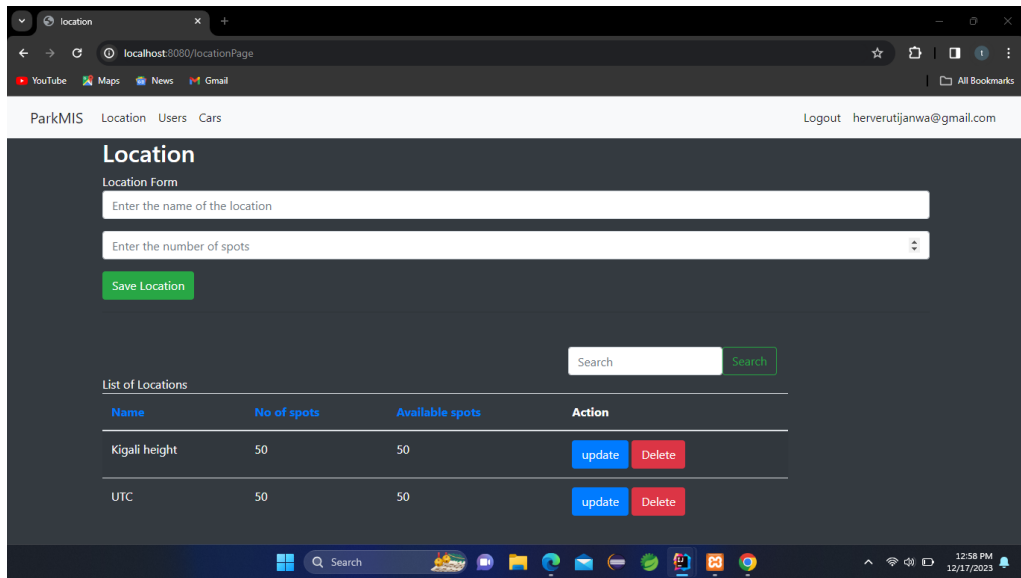 location
localhost:8080/locationPage
YouTube Maps News Gmail All Bookmarks
ParkMIS Location Users Cars Logout herverutijanwa@gmail.com
Location
Location Form
Enter the name of the location
Enter the number of spots
Save Location
Search Search
List of Locations
Name No of spots Available spots Action
Kigali height 50 50 update Delete
UTC 50 50 update Delete
Search
12:58 PM
12/17/2023